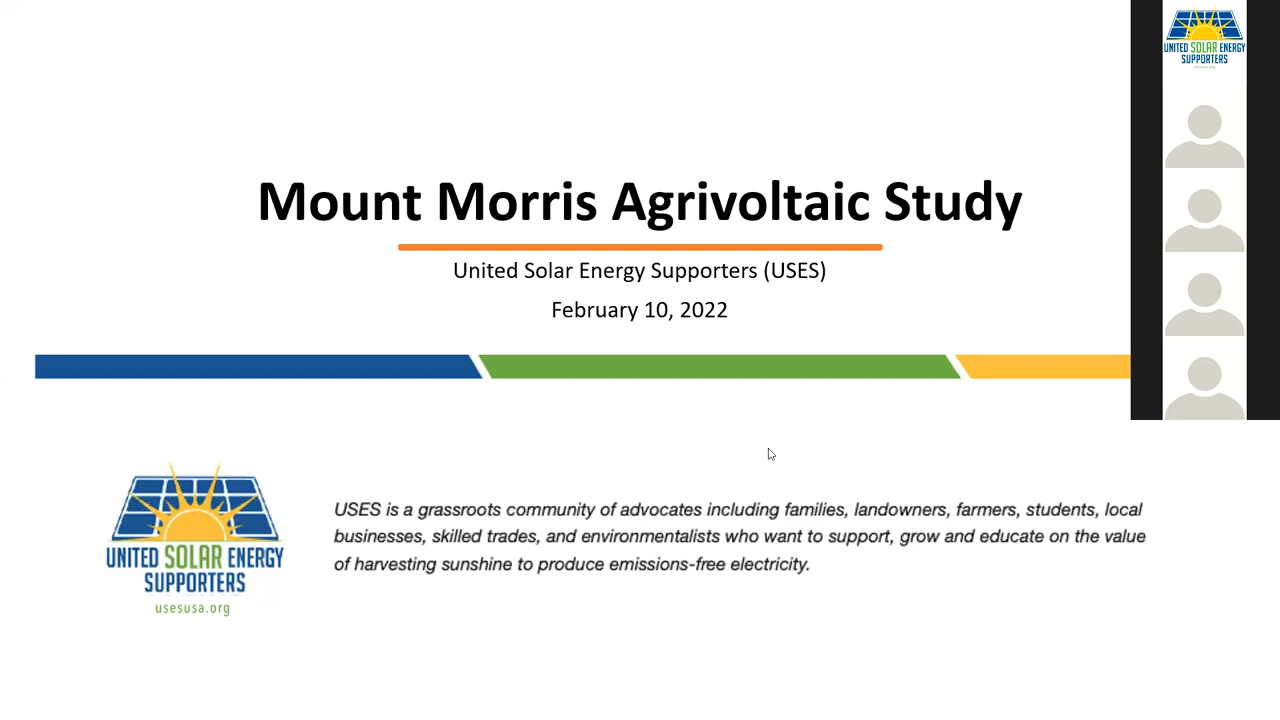 Mount Morris Agrivoltaic Study
United Solar Energy Supporters (USES)
February 10, 2022
USES is a grassroots community of advocates including families, landowners, farmers, students, local
businesses, skilled trades, and environmentalists who want to support, grow and educate on the value
of harvesting sunshine to produce emissions-free electricity.
UNITED SOLAR ENERGY
SUPPORTERS
usesusa.org
UNITED SOLAR ENERGY
SUPPORTERS